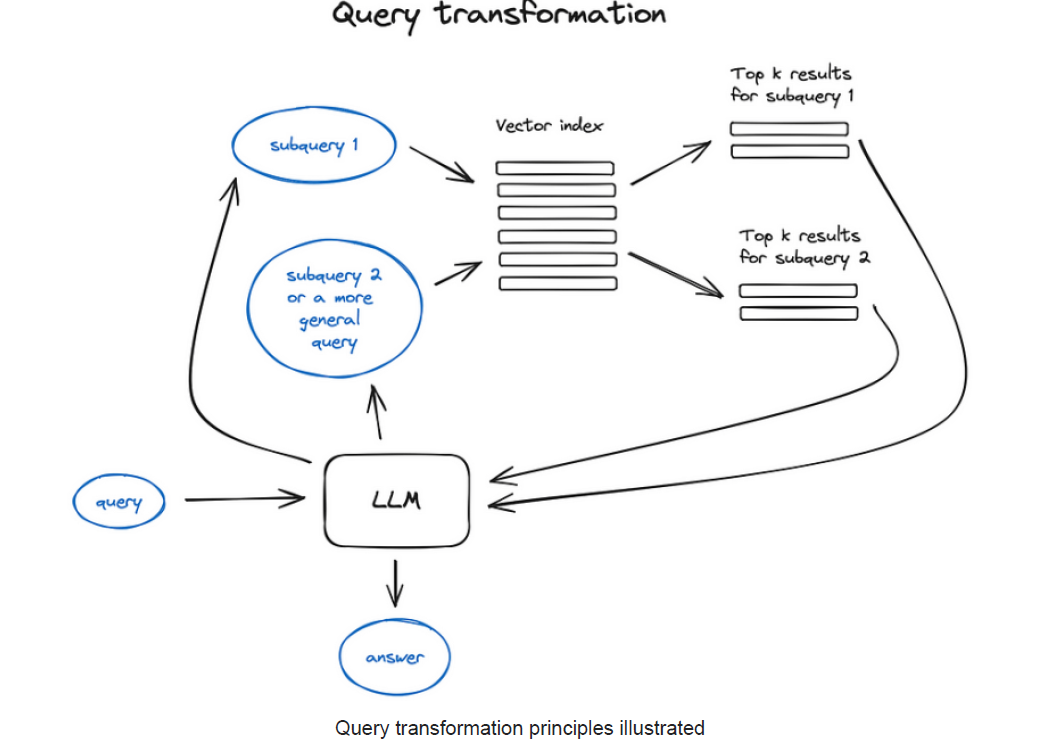 Query transformation
Top k results
for subquery 1
Vector index
subquery 1
Top k results
for subquery 2
subquery 2
or a more
general
query
query
LLM
answer
Query transformation principles illustrated